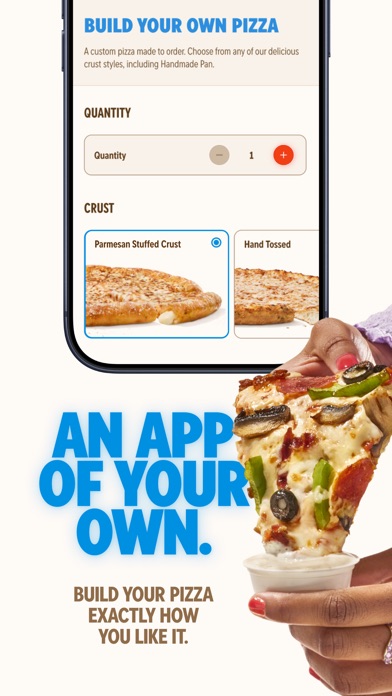 BUILD YOUR OWN PIZZA
A custom pizza made to order. Choose from any of our delicious
crust styles, including Handmade Pan.
QUANTITY
Quantity
1
CRUST
Parmesan Stuffed Crust
Hand Tossed
AN APP
OF YOUR
OWN.
BUILD YOUR PIZZA
EXACTLY HOW
YOU LIKE IT.